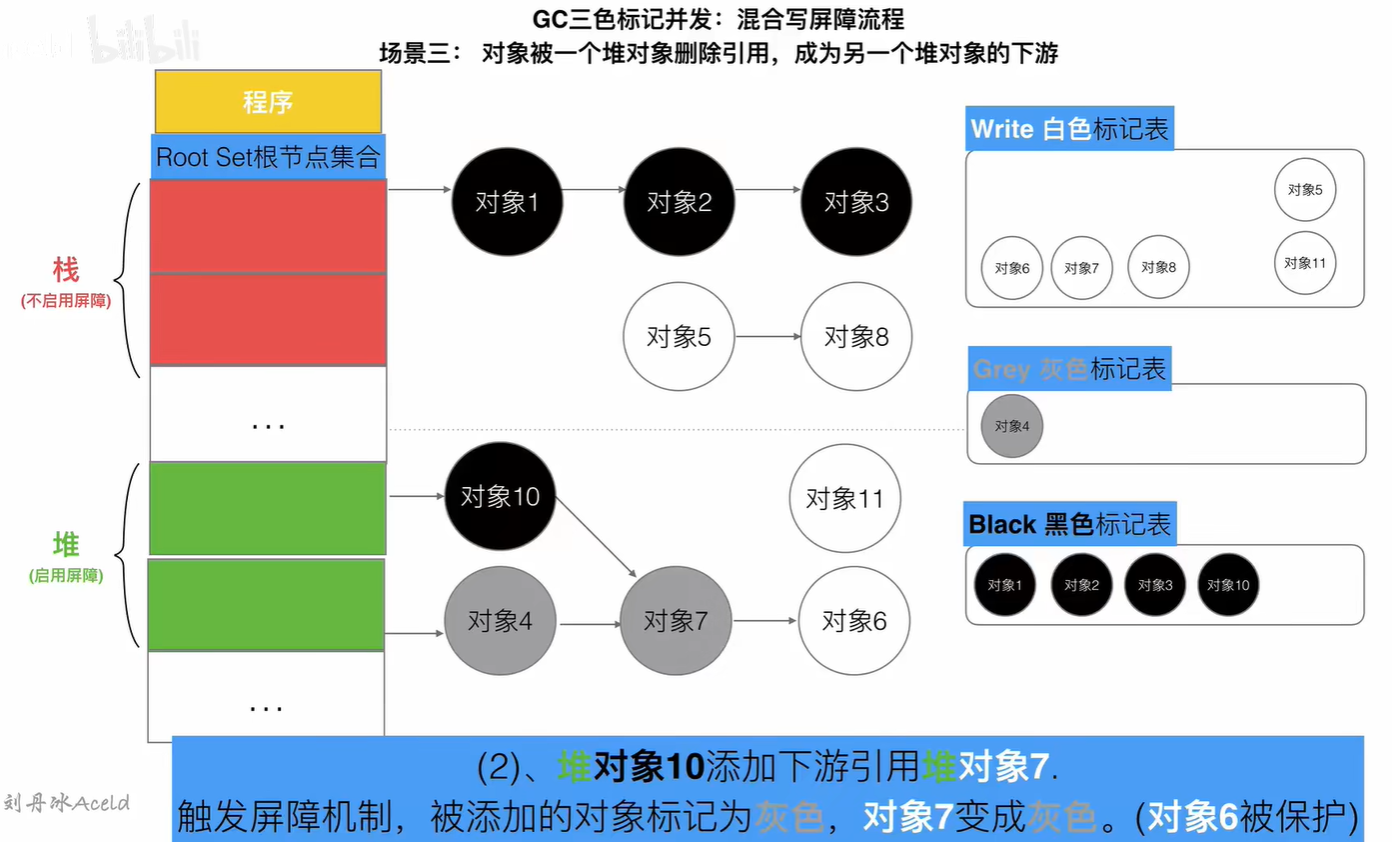 GC三色标记并发：混合写屏障流程
bilibili
场景三： 对象被一个堆对象删除引用，成为另一个堆对象的下游
程序
Root Set根节点集合
栈
(不启用屏障)
...
堆
(启用屏障)
...
对象1
对象2
对象3
对象5
对象8
对象10
对象11
对象4
对象7
对象6
Write 白色标记表
对象5
对象6
对象7
对象8
对象11
Grey 灰色标记表
对象4
Black 黑色标记表
对象1
对象2
对象3
对象10
(2)、堆对象10添加下游引用堆对象7.
触发屏障机制，被添加的对象标记为灰色，对象7变成灰色。(对象6被保护)
刘丹冰Aceld